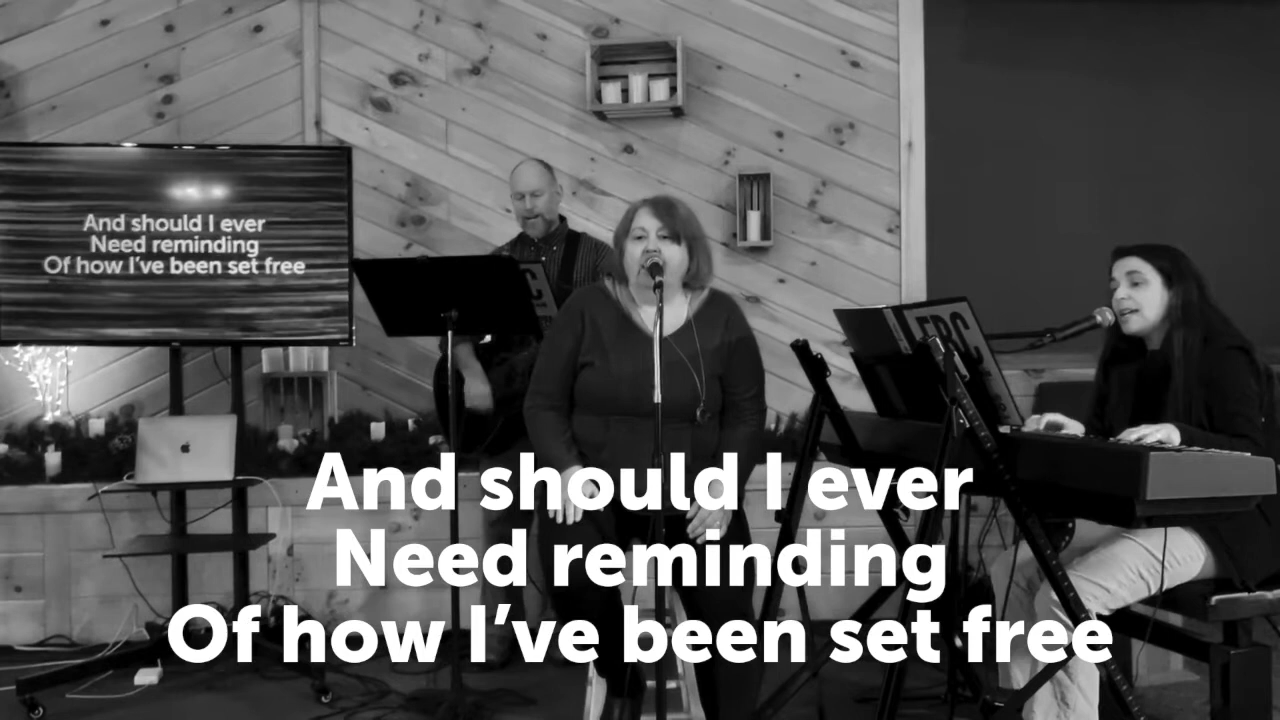 And should I ever
Need reminding
Of how I've been set free
C
FBC
And should I ever
Need reminding
Of how I've been set free